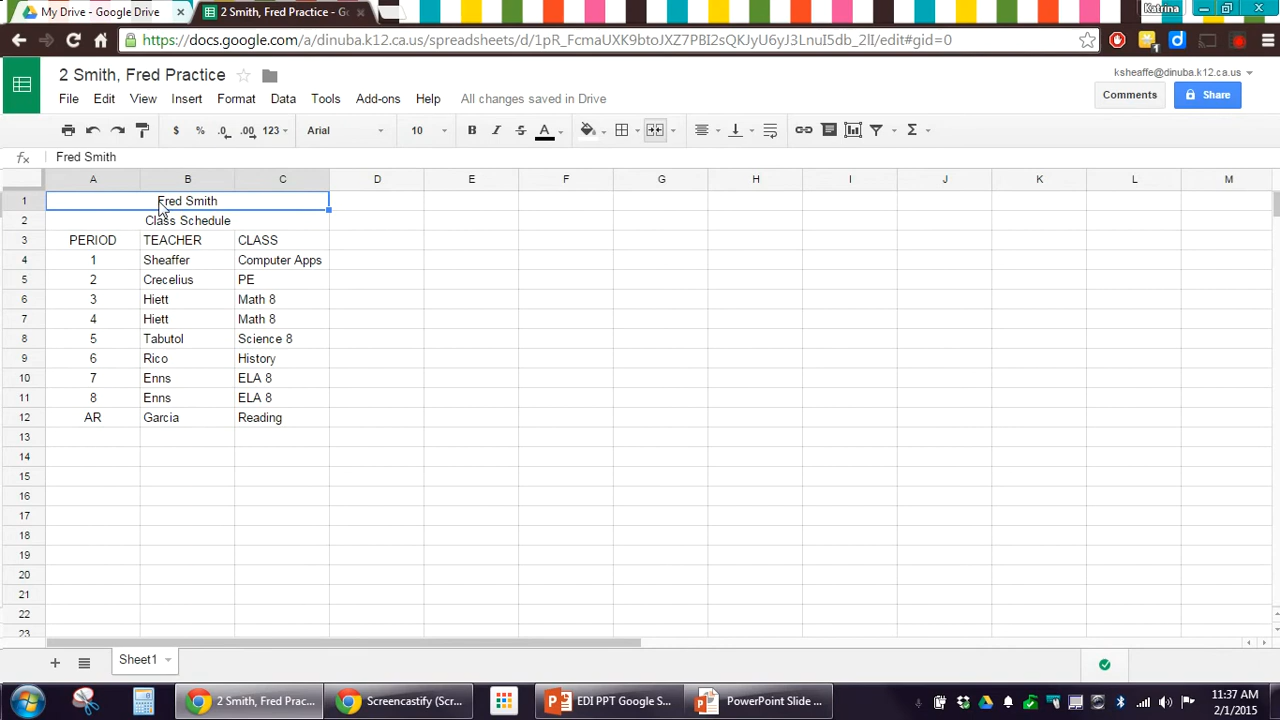 My Drive - Google Drive × 2 Smith, Fred Practice - Go × Katrina
https://docs.google.com/a/dinuba.k12.ca.us/spreadsheets/d/1pR_FcmaUXK9btoJXZ7PBI2sQKJyU6yJ3LnuI5db_2lI/edit#gid=0
2 Smith, Fred Practice ksheaffe@dinuba.k12.ca.us
File Edit View Insert Format Data Tools Add-ons Help All changes saved in Drive Comments Share
$ % .0 .00 123 Arial 10 B I S A Σ
fx Fred Smith
A B C D E F G H I J K L M
1 Fred Smith
2 Class Schedule
3 PERIOD TEACHER CLASS
4 1 Sheaffer Computer Apps
5 2 Crecelius PE
6 3 Hiett Math 8
7 4 Hiett Math 8
8 5 Tabutol Science 8
9 6 Rico History
10 7 Enns ELA 8
11 8 Enns ELA 8
12 AR Garcia Reading
13
14
15
16
17
18
19
20
21
22
23
+ Sheet1
2 Smith, Fred Prac... Screencastify (Scr... EDI PPT Google S... PowerPoint Slide ... 11:37 AM
2/1/2015